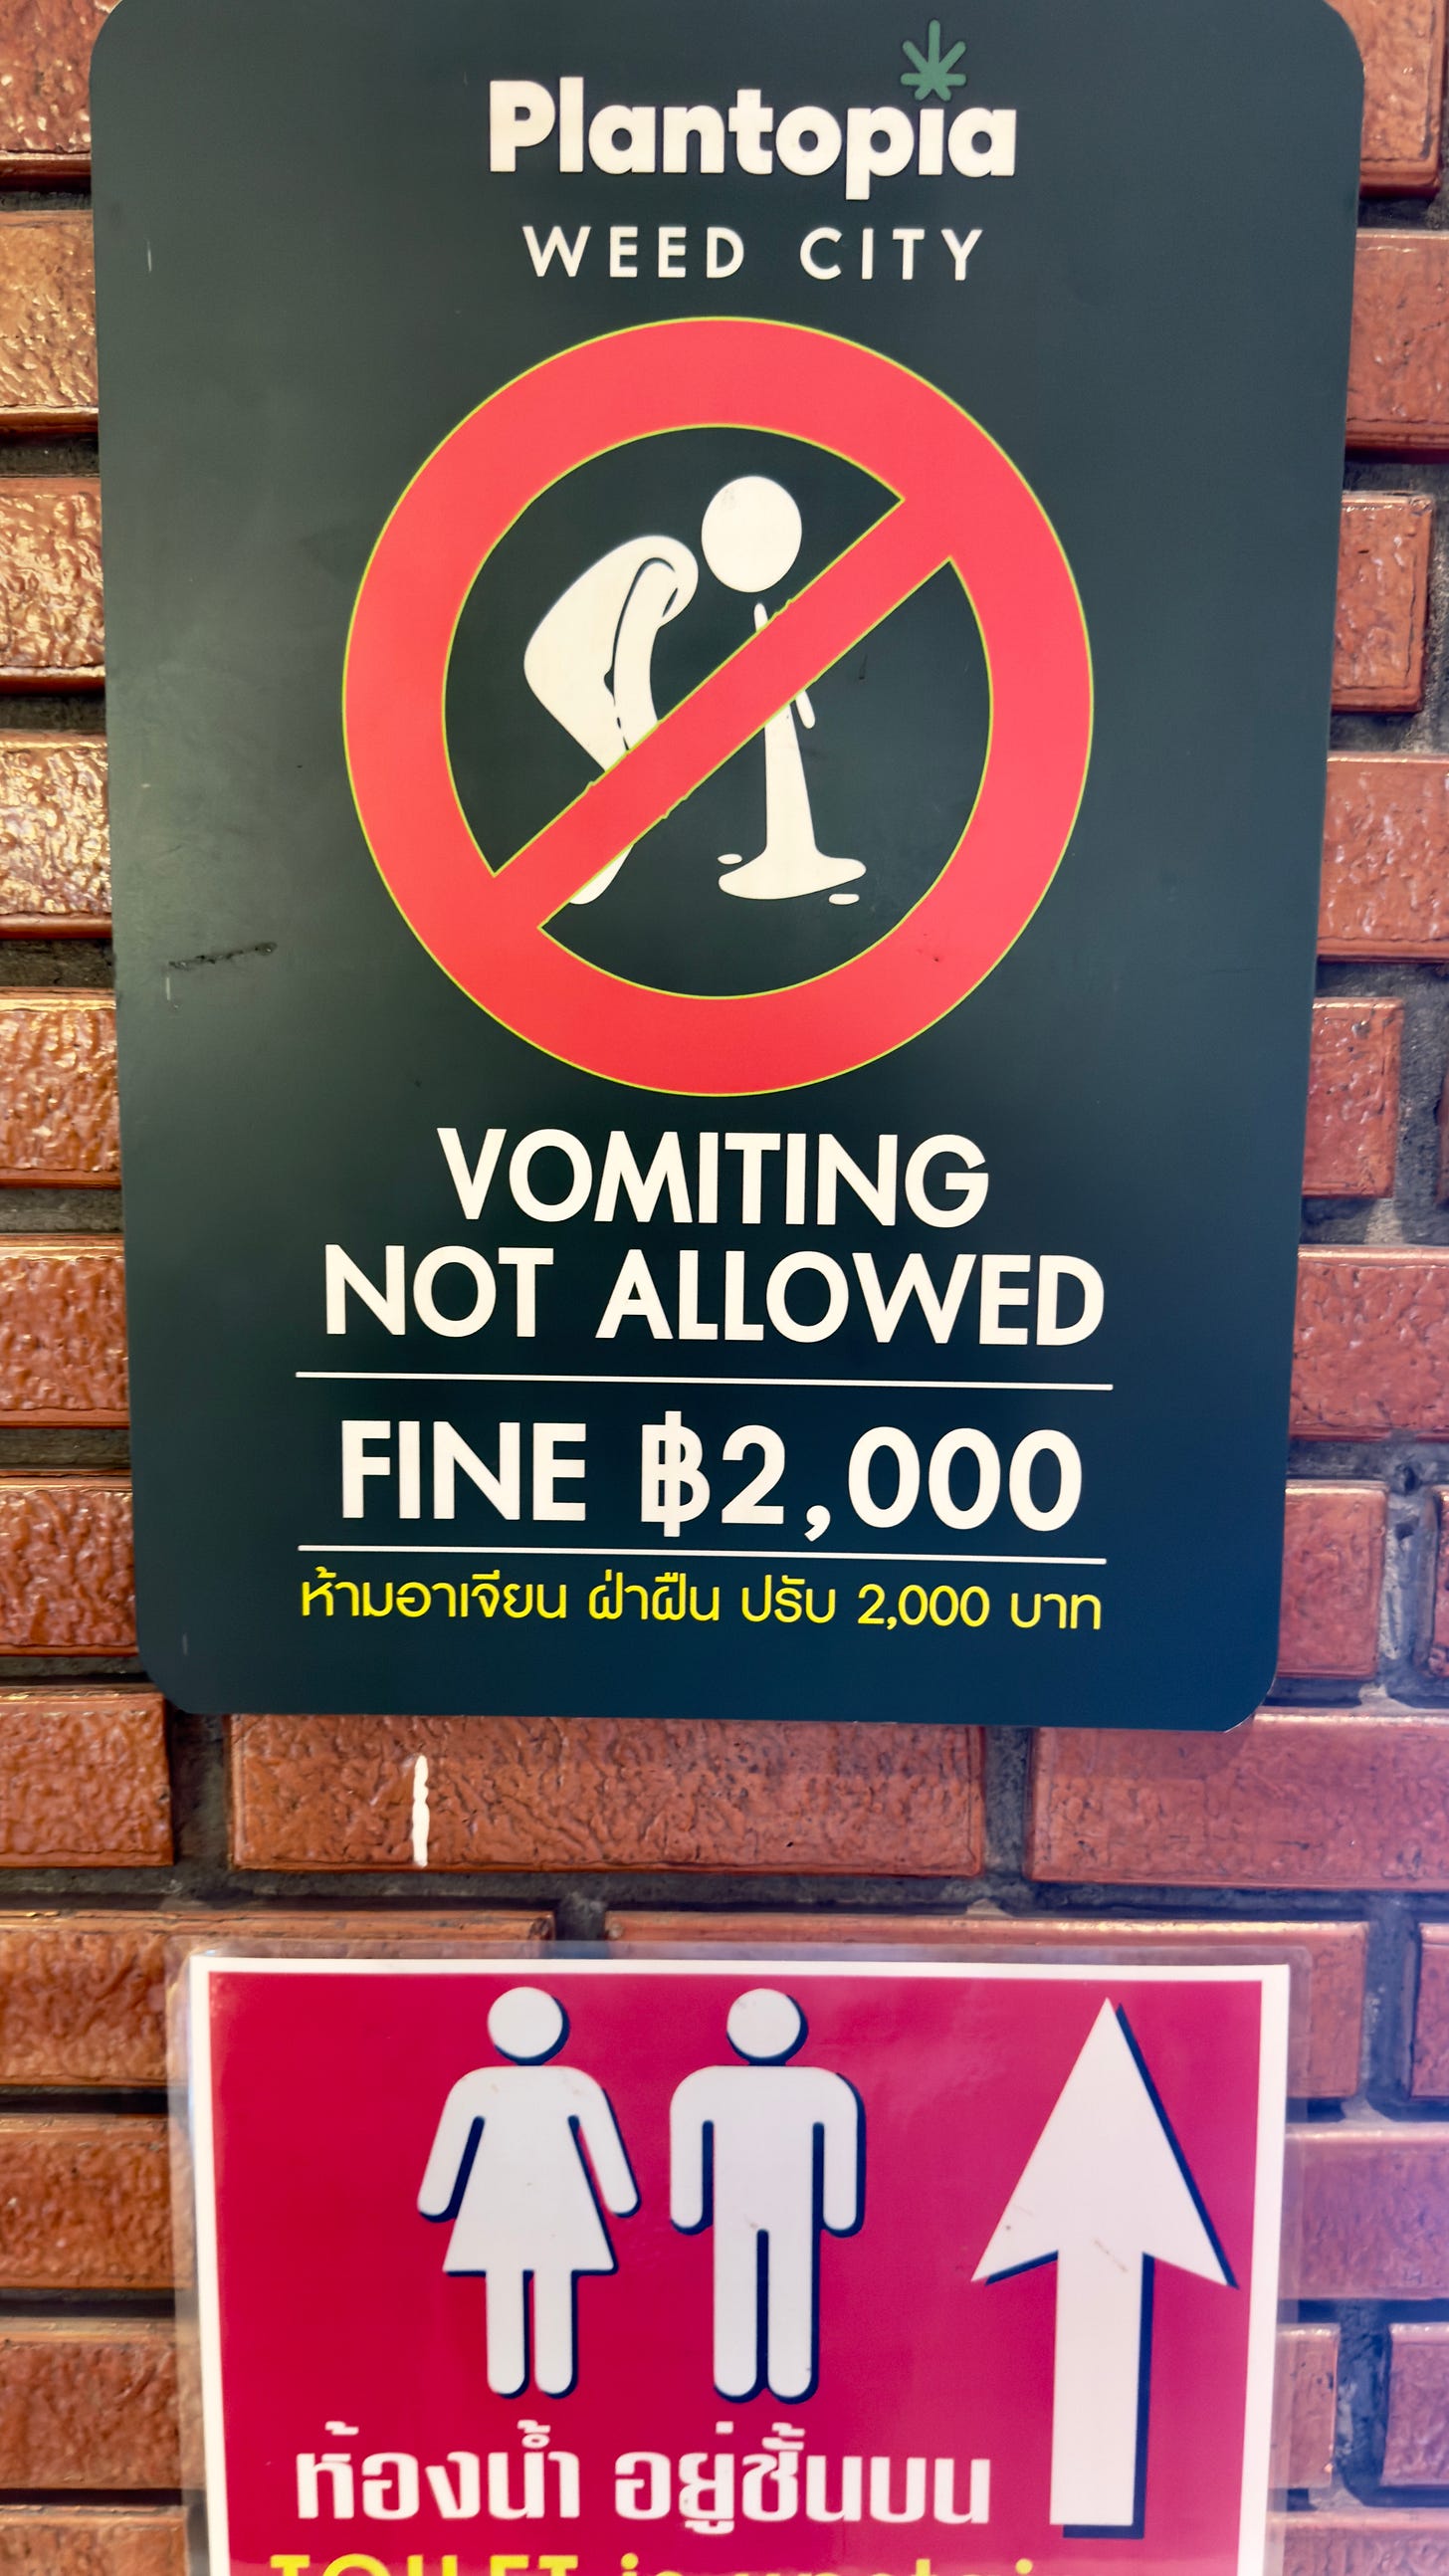 Plantopia
WEED CITY
VOMITING
NOT ALLOWED
FINE ฿2,000
ห้ามอาเจียน ฝ่าฝืน ปรับ 2,000 บาท
ห้องน้ำ อยู่ชั้นบน
TOILET is